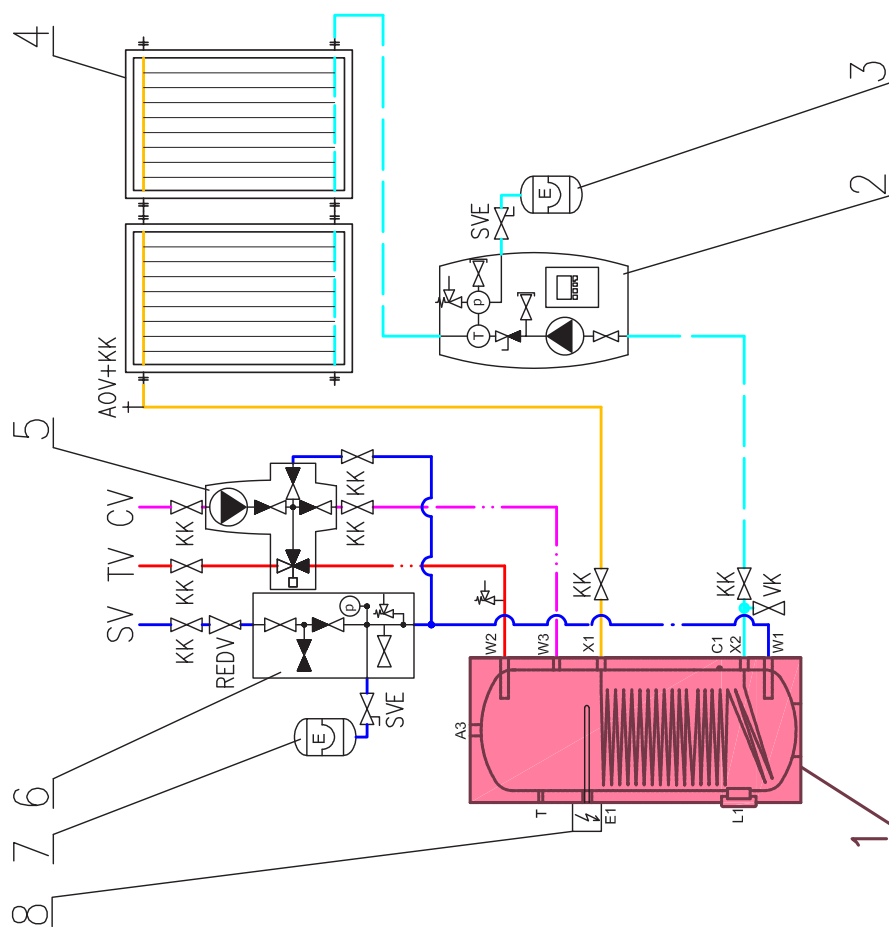 4
3
2
5
6
7
8
1
AOV+KK
CV
TV
SV
KK
KK
KK
REDV
KK
KK
SVE
E
SVE
E
p
T
p
KK
KK
VK
W2
W3
X1
C1
X2
W1
A3
T
E1
L1